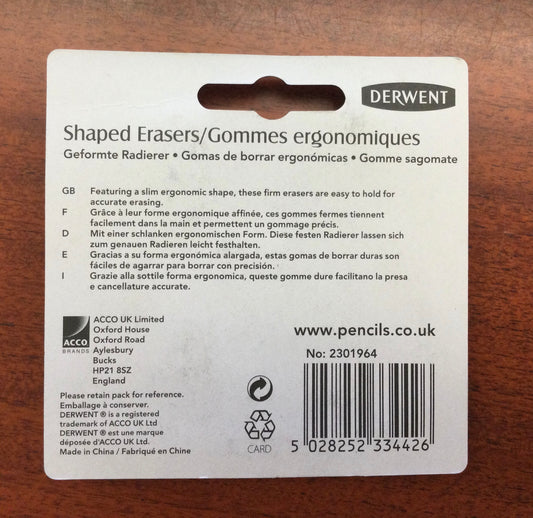 DERWENT
Shaped Erasers/Gommes ergonomiques
Geformte Radierer • Gomas de borrar ergonómicas • Gomme sagomate
GB Featuring a slim ergonomic shape, these firm erasers are easy to hold for
accurate erasing.
F Grâce à leur forme ergonomique affinée, ces gommes fermes tiennent
facilement dans la main et permettent un gommage précis.
D Mit einer schlanken ergonomischen Form. Diese festen Radierer lassen sich
zum genauen Radieren leicht festhalten.
E Gracias a su forma ergonómica alargada, estas gomas de borrar duras son
fáciles de agarrar para borrar con precisión.
I Grazie alla sottile forma ergonomica, queste gomme dure facilitano la presa
e cancellature accurate.
ACCO
BRANDS
ACCO UK Limited
Oxford House
Oxford Road
Aylesbury
Bucks
HP21 8SZ
England
Please retain pack for reference.
Emballage à conserver.
DERWENT ® is a registered
trademark of ACCO UK Ltd
DERWENT ® est une marque
déposée d'ACCO UK Ltd.
Made in China / Fabriqué en Chine
CARD
www.pencils.co.uk
No: 2301964
5 028252 334426